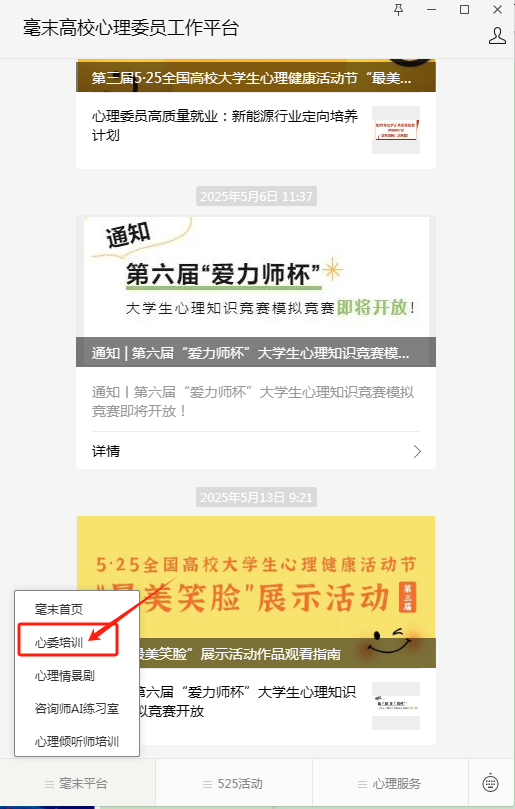 毫末高校心理委员工作平台
第三届5·25全国高校大学生心理健康活动节“最美...
心理委员高质量就业：新能源行业定向培养
计划
2025年5月6日 11:37
通知
第六届“爱力师杯”
大学生心理知识竞赛模拟竞赛即将开放！
通知 | 第六届“爱力师杯”大学生心理知识竞赛模...
通知丨第六届“爱力师杯”大学生心理知识竞赛模拟
竞赛即将开放！
详情
2025年5月13日 9:21
5·25全国高校大学生心理健康活动节
“最美笑脸”展示活动
第三届
最美笑脸”展示活动作品观看指南
第六届“爱力师杯”大学生心理知识
拟竞赛开放
毫末首页
心委培训
心理情景剧
咨询师AI练习室
心理倾听师培训
毫末平台
525活动
心理服务